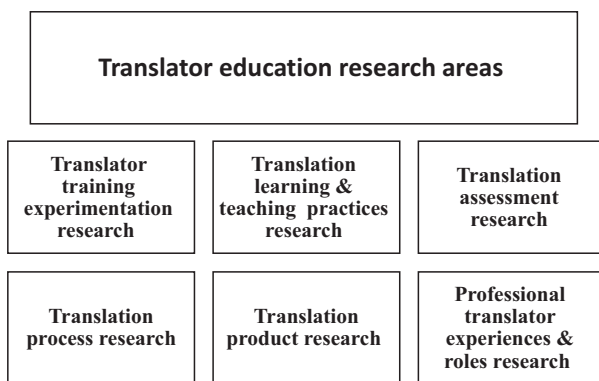 Translator education research areas
Translator
training
experimentation
research
Translation
learning &
teaching practices
research
Translation
assessment
research
Translation
process research
Translation
product research
Professional
translator
experiences &
roles research